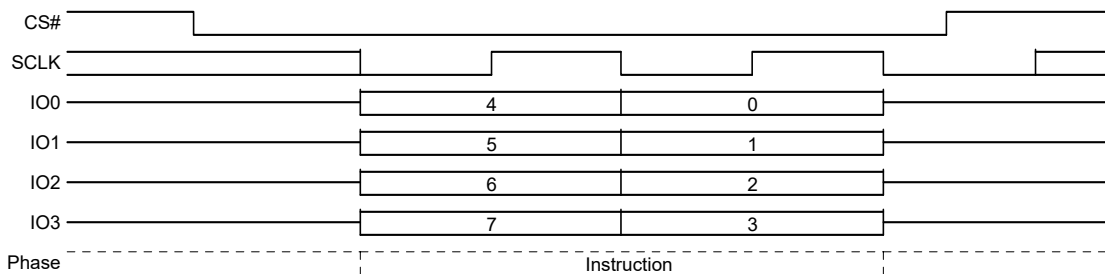 CS#
SCLK
IO0 4 0
IO1 5 1
IO2 6 2
IO3 7 3
Phase Instruction